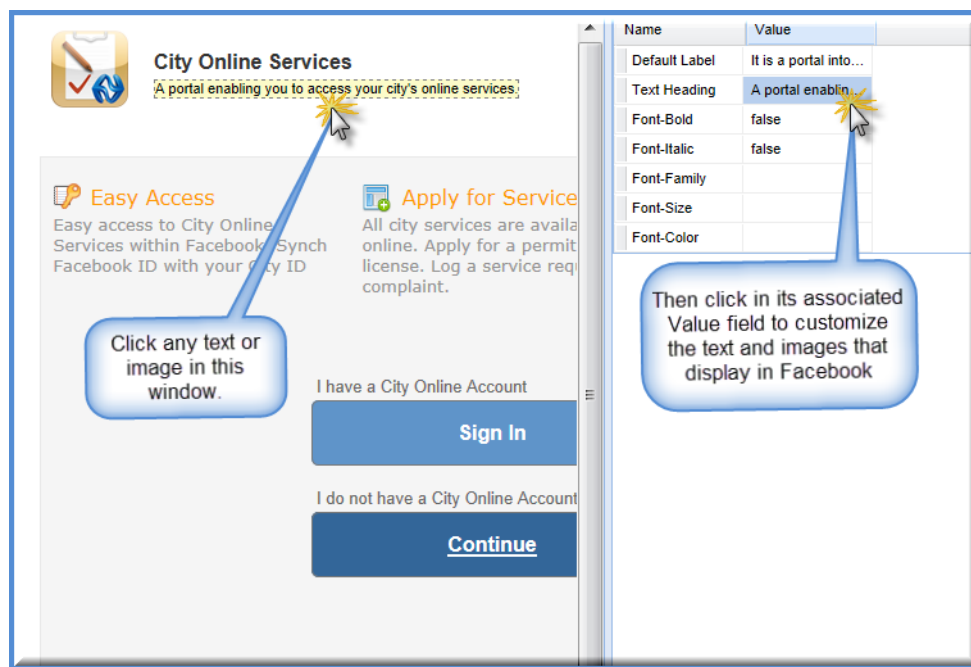 City Online Services
A portal enabling you to access your city's online services.
Easy Access
Easy access to City Online
Services within Facebook. Synch
Facebook ID with your City ID
Apply for Service
All city services are availa
online. Apply for a permit
license. Log a service req
complaint.
Click any text or
image in this
window.
I have a City Online Account
Sign In
I do not have a City Online Account
Continue
Name Value
Default Label It is a portal into...
Text Heading A portal enablin...
Font-Bold false
Font-Italic false
Font-Family
Font-Size
Font-Color
Then click in its associated
Value field to customize
the text and images that
display in Facebook